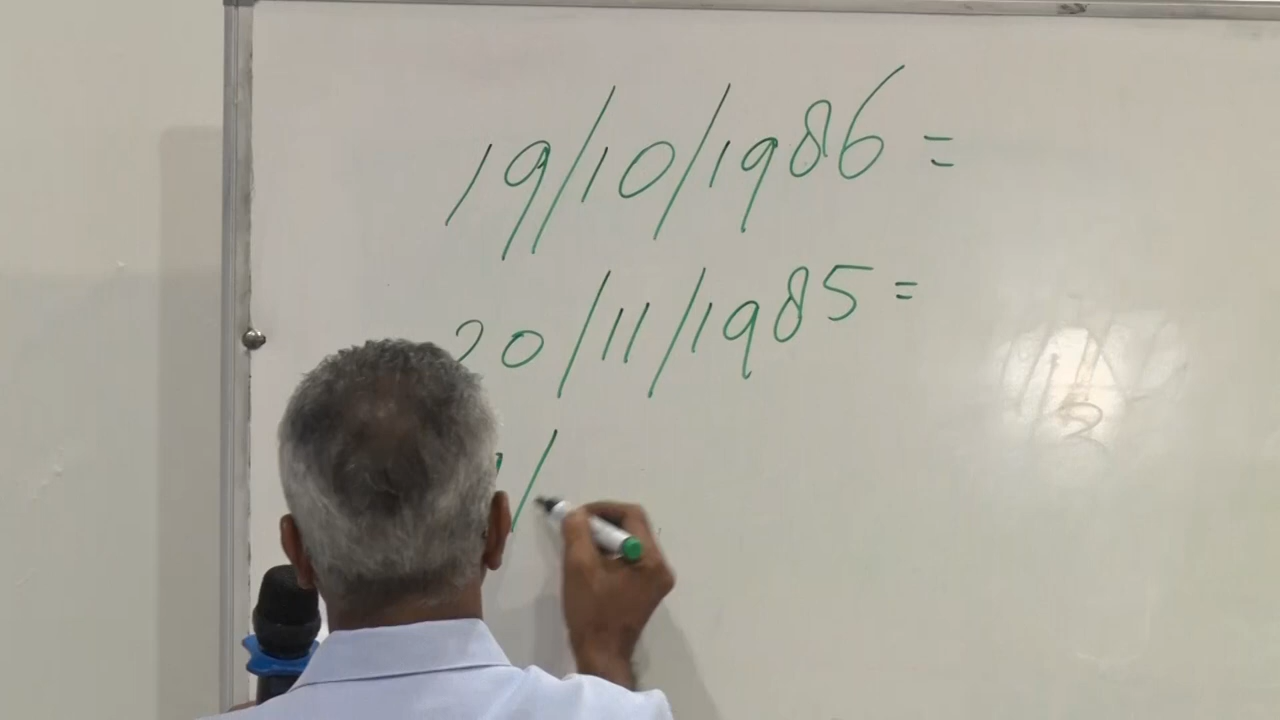 19/10/1986 =
20/11/1985 =
/